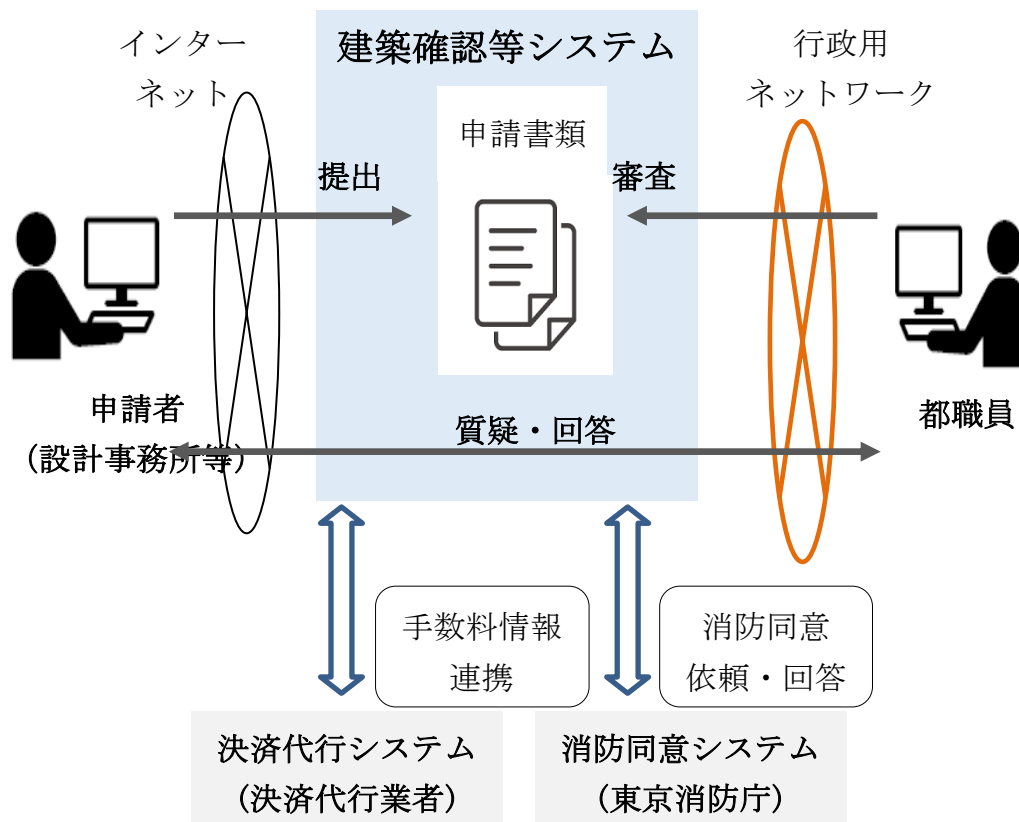 インター
ネット
建築確認等システム
行政用
ネットワーク
申請書類
提出
審査
申請者
（設計事務所等）
都職員
質疑・回答
手数料情報
連携
消防同意
依頼・回答
決済代行システム
（決済代行業者）
消防同意システム
（東京消防庁）